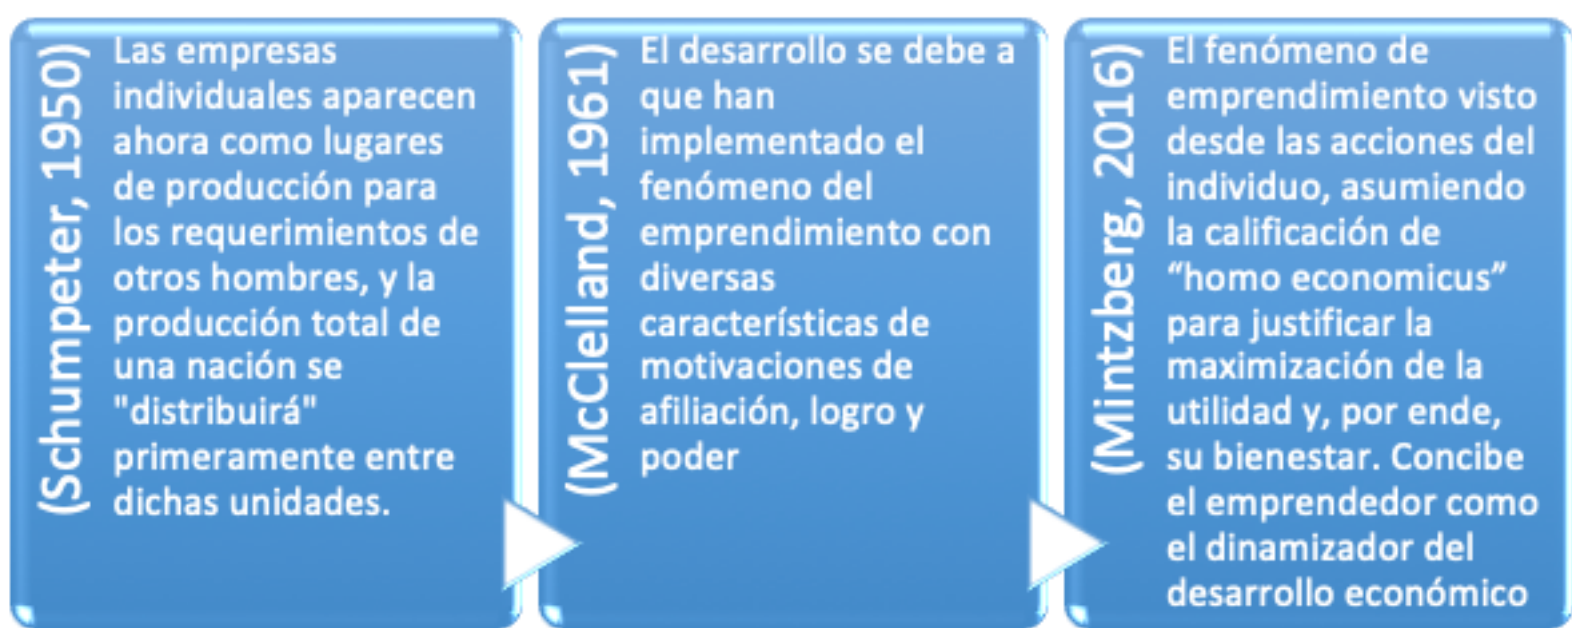 (Schumpeter, 1950)
Las empresas
individuales aparecen
ahora como lugares
de producción para
los requerimientos de
otros hombres, y la
producción total de
una nación se
"distribuirá"
primeramente entre
dichas unidades.
(McClelland, 1961)
El desarrollo se debe a
que han
implementado el
fenómeno del
emprendimiento con
diversas
características de
motivaciones de
afiliación, logro y
poder
(Mintzberg, 2016)
El fenómeno de
emprendimiento visto
desde las acciones del
individuo, asumiendo
la calificación de
“homo economicus”
para justificar la
maximización de la
utilidad y, por ende,
su bienestar. Concibe
el emprendedor como
el dinamizador del
desarrollo económico